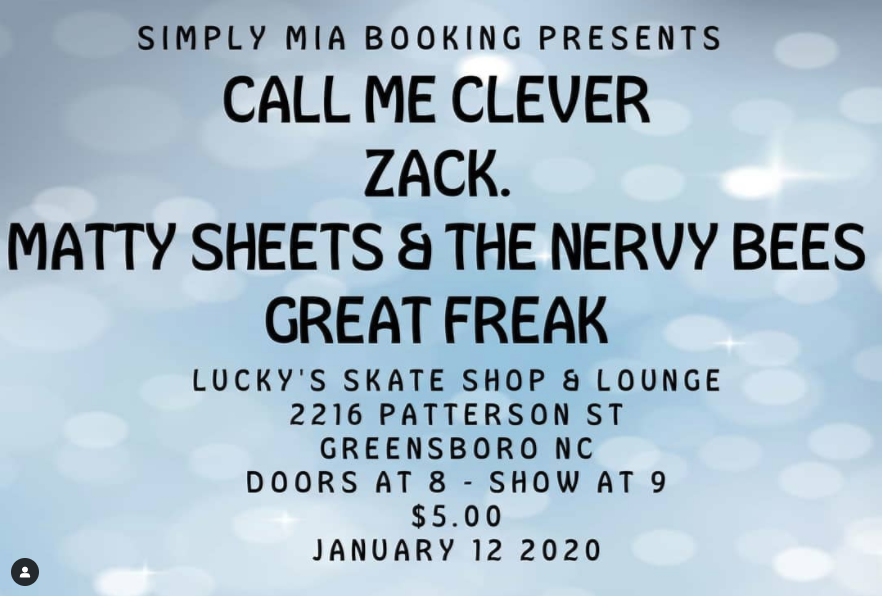 SIMPLY MIA BOOKING PRESENTS
CALL ME CLEVER
ZACK.
MATTY SHEETS & THE NERVY BEES
GREAT FREAK
LUCKY'S SKATE SHOP & LOUNGE
2216 PATTERSON ST
GREENSBORO NC
DOORS AT 8 - SHOW AT 9
$5.00
JANUARY 12 2020